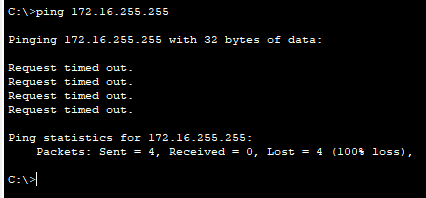 C:\>ping 172.16.255.255
Pinging 172.16.255.255 with 32 bytes of data:
Request timed out.
Request timed out.
Request timed out.
Request timed out.
Ping statistics for 172.16.255.255:
    Packets: Sent = 4, Received = 0, Lost = 4 (100% loss),
C:\>